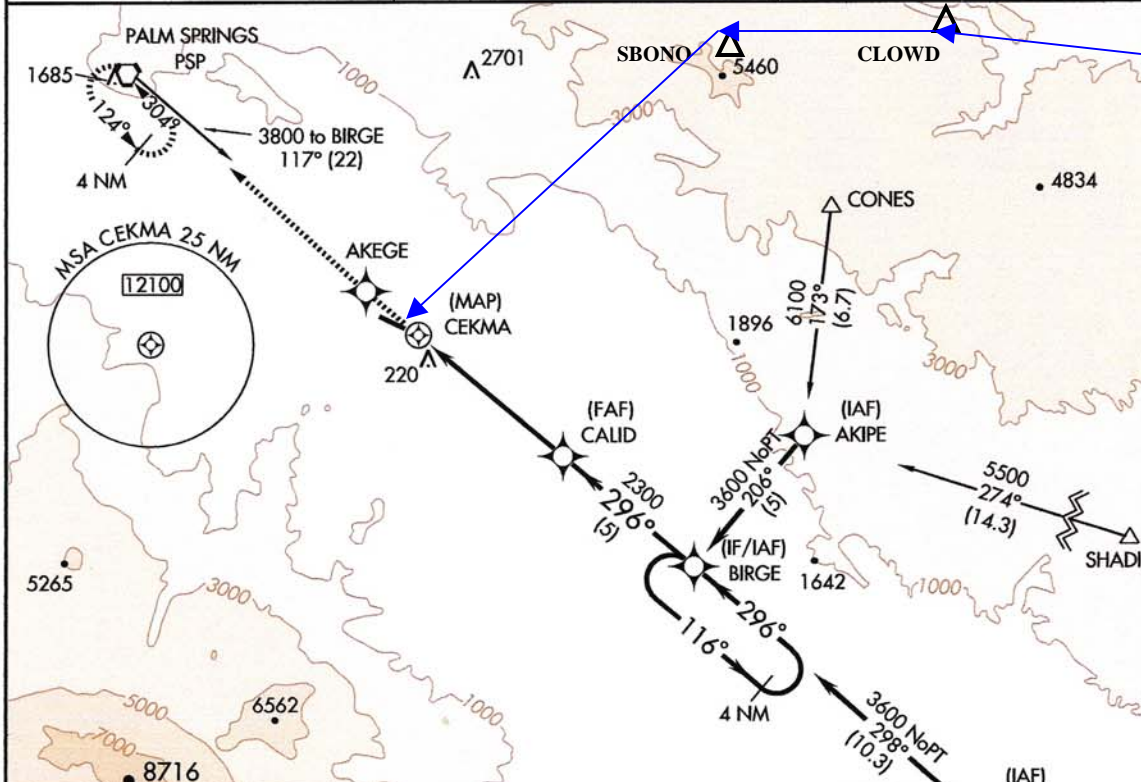 PALM SPRINGS
PSP
1685
304°
124°
4 NM
3800 to BIRGE
117° (22)
2701
1000
SBONO
5460
CLOWD
3000
4834
CONES
6100
173°
(6.7)
MSA CEKMA 25 NM
12100
AKEGE
(MAP)
CEKMA
220
1896
1000
3000
(FAF)
CALID
(IAF)
AKIPE
3600 NoPT
206°
(5)
2300
296°
(5)
5500
274°
(14.3)
SHADI
(IF/IAF)
BIRGE
1642
1000
5265
3000
296°
116°
4 NM
3600 NoPT
298°
(10.3)
6562
1000
5000
7000
8716
(IAF)